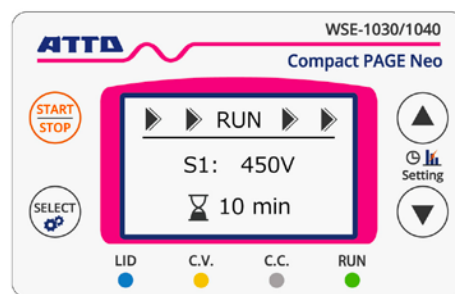 ATTO
WSE-1030/1040
Compact PAGE Neo
START
STOP
RUN
S1: 450V
10 min
Setting
SELECT
LID C.V. C.C. RUN